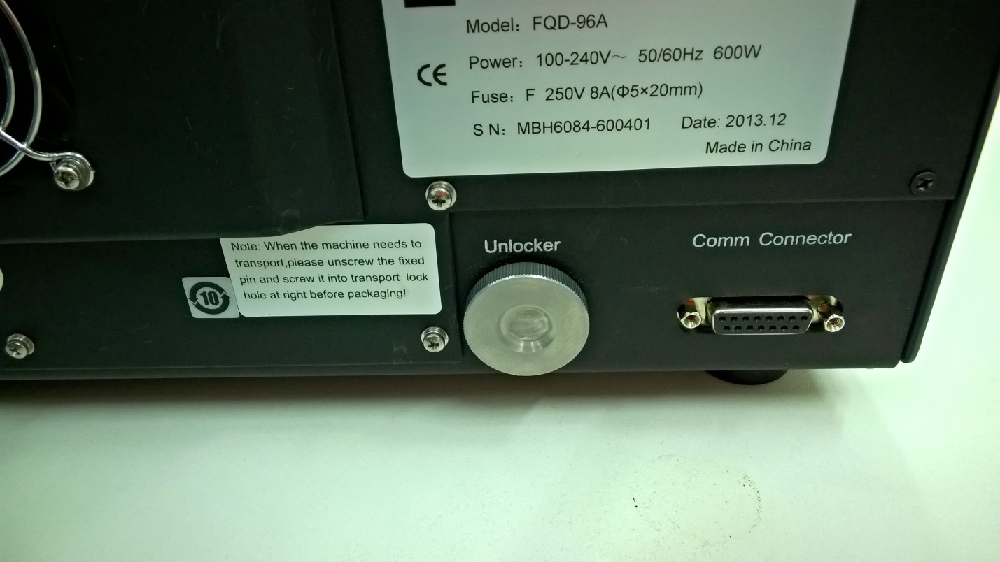 Model: FQD-96A
Power: 100-240V~ 50/60Hz 600W
CE
Fuse: F 250V 8A(Φ5×20mm)
S N: MBH6084-600401 Date: 2013.12
Made in China
Note: When the machine needs to
transport,please unscrew the fixed
pin and screw it into transport lock
hole at right before packaging!
10
Unlocker
Comm Connector